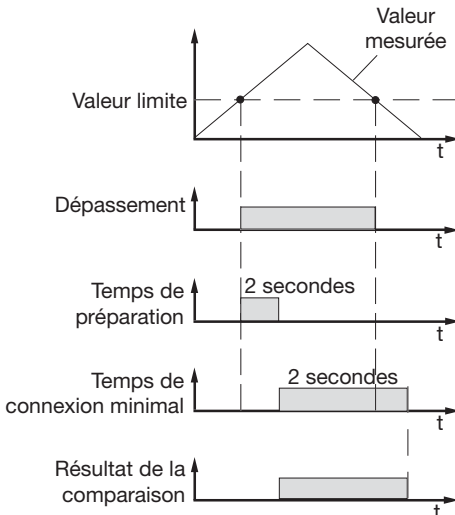 Valeur
mesurée
Valeur limite
t
Dépassement
t
2 secondes
Temps de
préparation
t
2 secondes
Temps de
connexion minimal
t
Résultat de la
comparaison
t